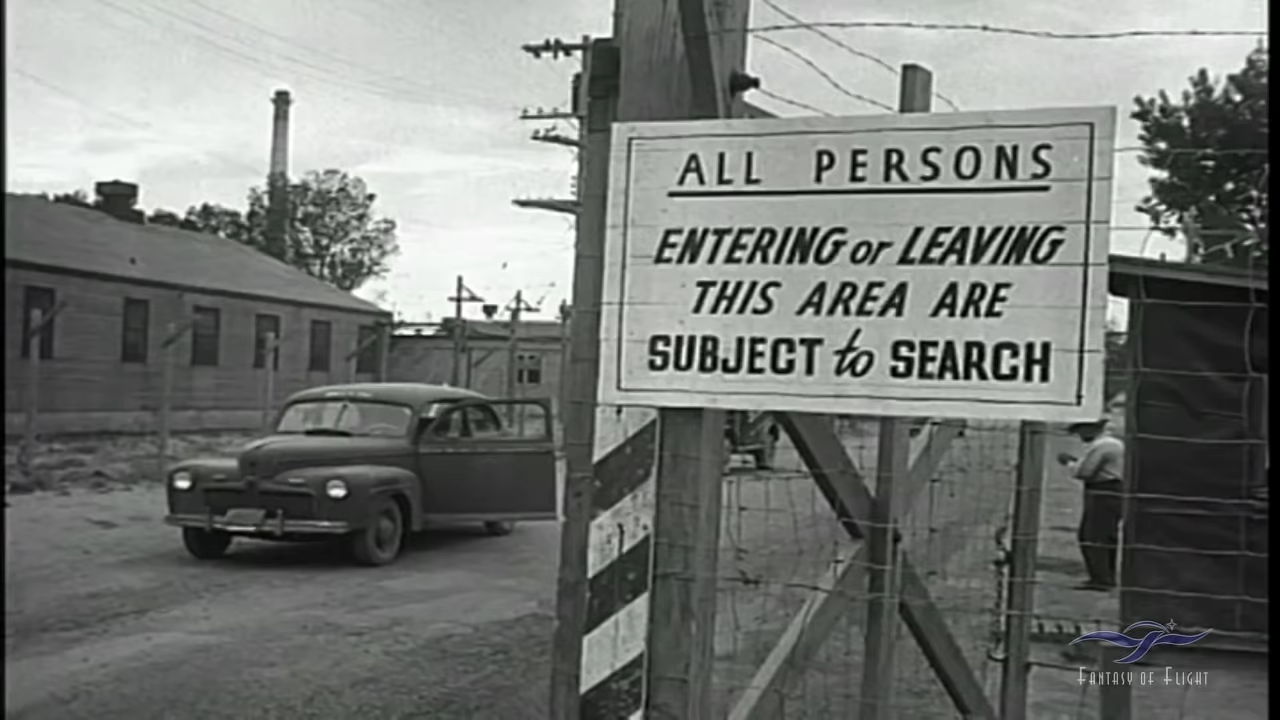 ALL PERSONS
ENTERING or LEAVING
THIS AREA ARE
SUBJECT to SEARCH
FANTASY OF FLIGHT